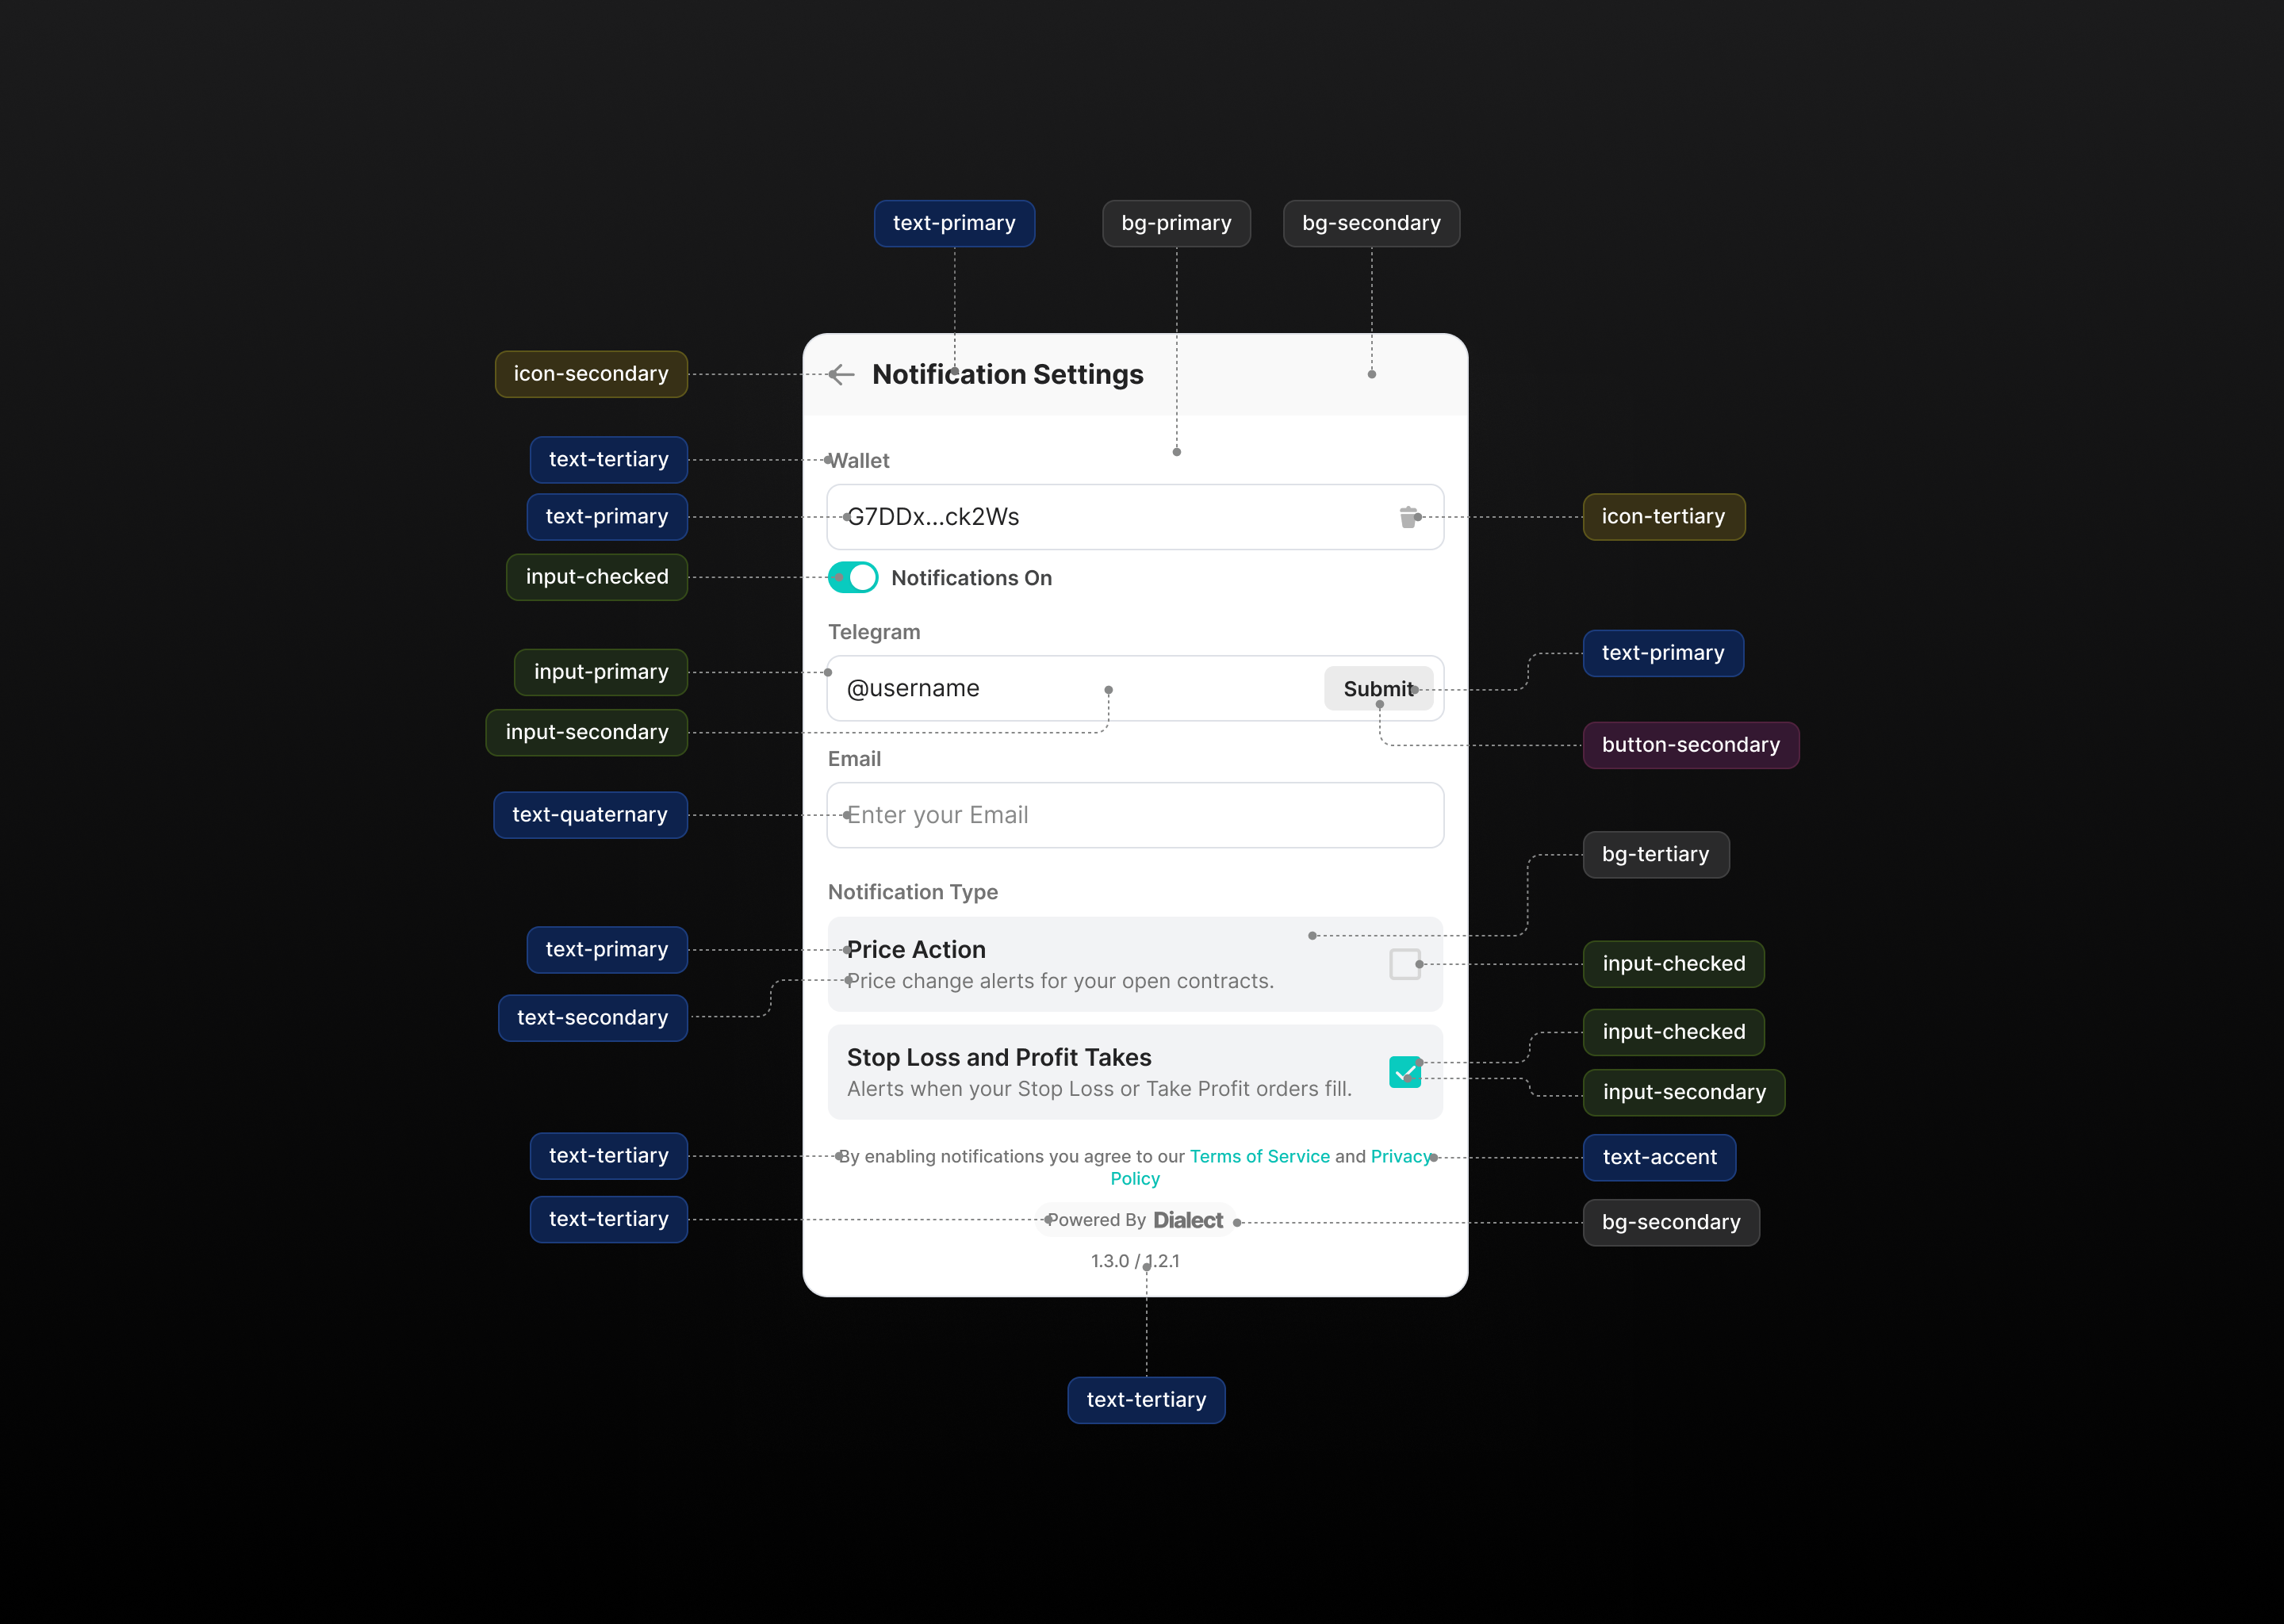 text-primary
bg-primary
bg-secondary
icon-secondary
Notification Settings
text-tertiary
Wallet
text-primary
G7DDx...ck2Ws
icon-tertiary
input-checked
Notifications On
Telegram
text-primary
input-primary
@username
Submit
input-secondary
button-secondary
Email
text-quaternary
Enter your Email
bg-tertiary
Notification Type
text-primary
Price Action
input-checked
Price change alerts for your open contracts.
text-secondary
input-checked
Stop Loss and Profit Takes
Alerts when your Stop Loss or Take Profit orders fill.
input-secondary
text-tertiary
By enabling notifications you agree to our Terms of Service and Privacy
Policy
text-accent
text-tertiary
Powered By Dialect
bg-secondary
1.3.0 / 1.2.1
text-tertiary